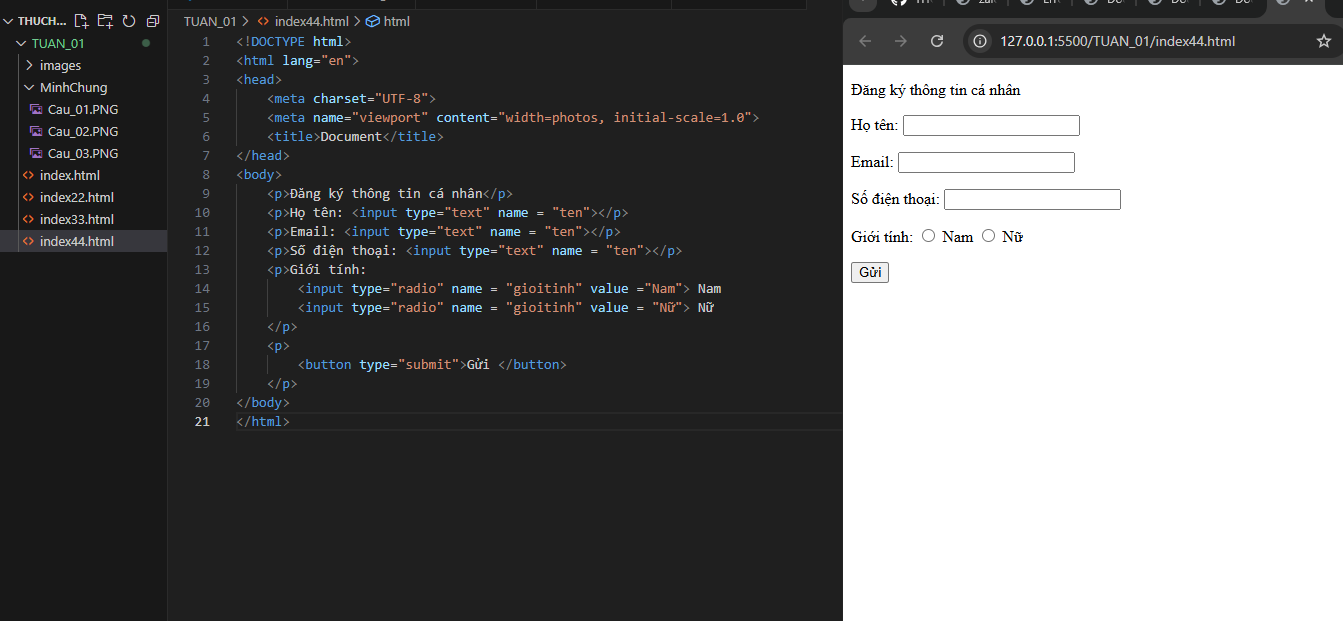 THUCH...
TUAN_01
images
MinhChung
Cau_01.PNG
Cau_02.PNG
Cau_03.PNG
index.html
index22.html
index33.html
index44.html
TUAN_01 > index44.html > html
1 <!DOCTYPE html>
2 <html lang="en">
3 <head>
4 <meta charset="UTF-8">
5 <meta name="viewport" content="width=photos, initial-scale=1.0">
6 <title>Document</title>
7 </head>
8 <body>
9 <p>Đăng ký thông tin cá nhân</p>
10 <p>Họ tên: <input type="text" name = "ten"></p>
11 <p>Email: <input type="text" name = "ten"></p>
12 <p>Số điện thoại: <input type="text" name = "ten"></p>
13 <p>Giới tính:
14 <input type="radio" name = "gioitinh" value ="Nam"> Nam
15 <input type="radio" name = "gioitinh" value = "Nữ"> Nữ
16 </p>
17 <p>
18 <button type="submit">Gửi </button>
19 </p>
20 </body>
21 </html>
127.0.0.1:5500/TUAN_01/index44.html
Đăng ký thông tin cá nhân
Họ tên:
Email:
Số điện thoại:
Giới tính: Nam Nữ
Gửi